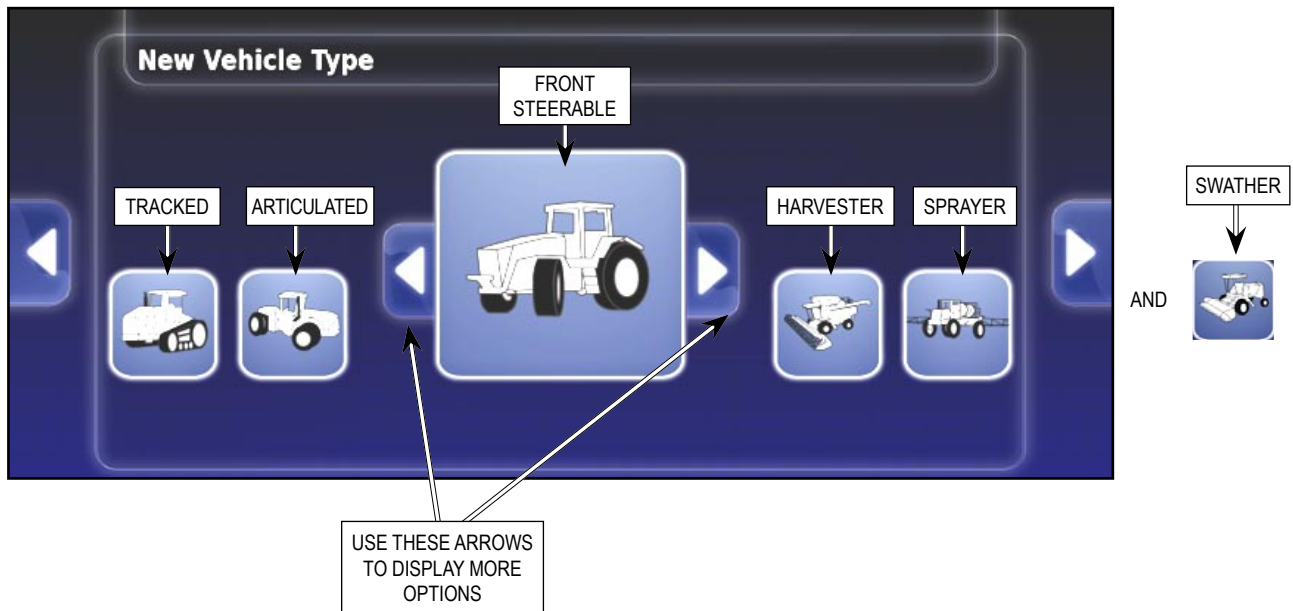 New Vehicle Type
FRONT
STEERABLE
TRACKED
ARTICULATED
HARVESTER
SPRAYER
SWATHER
AND
USE THESE ARROWS
TO DISPLAY MORE
OPTIONS